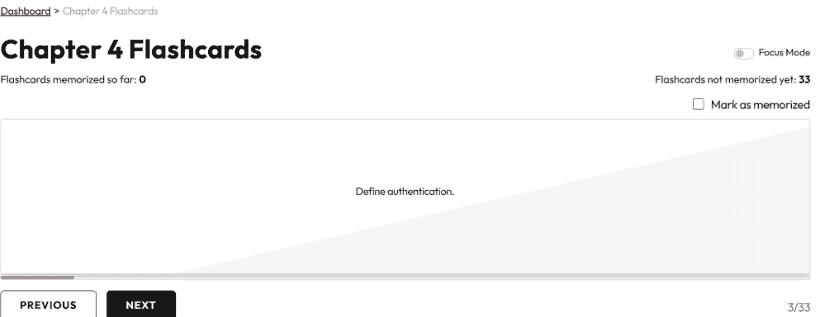 Dashboard > Chapter 4 Flashcards
Chapter 4 Flashcards
Focus Mode
Flashcards memorized so far: 0
Flashcards not memorized yet: 33
Mark as memorized
Define authentication.
PREVIOUS
NEXT
3/33